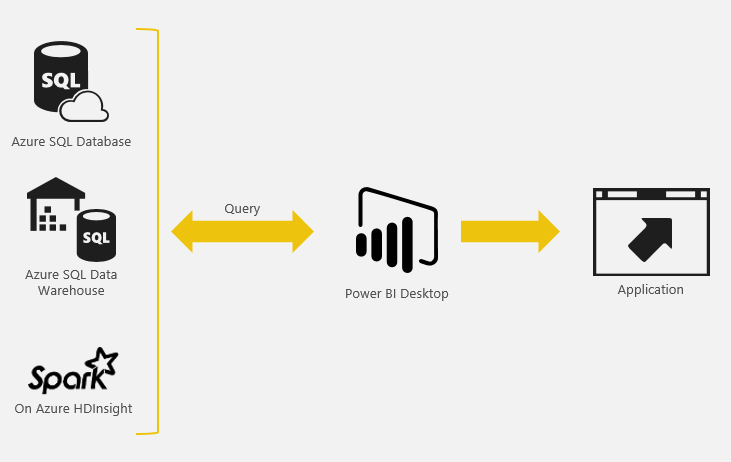 SQL
Azure SQL Database
SQL
Azure SQL Data
Warehouse
Spark
On Azure HDInsight
Query
Power BI Desktop
Application